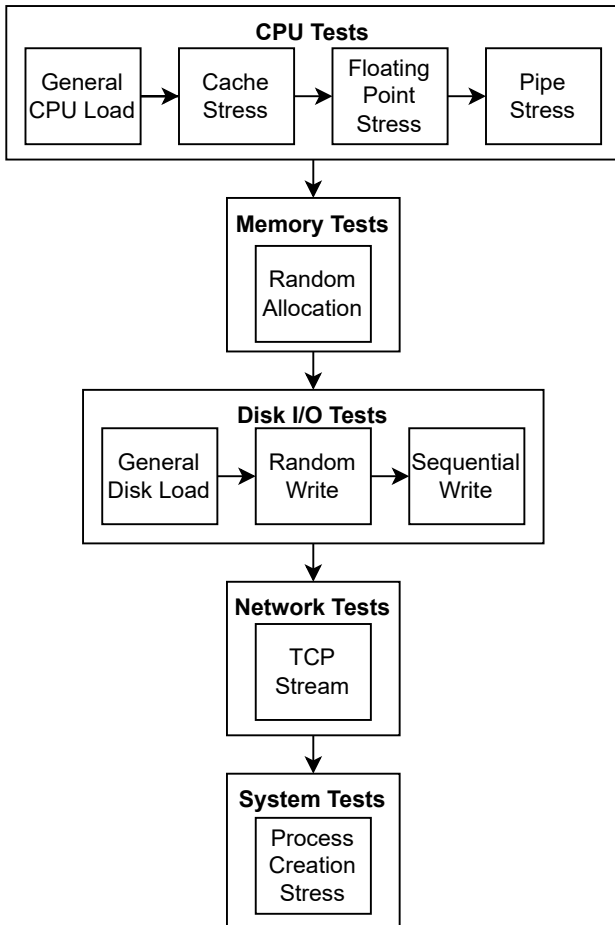 CPU Tests
General
CPU Load
Cache
Stress
Floating
Point
Stress
Pipe
Stress
Memory Tests
Random
Allocation
Disk I/O Tests
General
Disk Load
Random
Write
Sequential
Write
Network Tests
TCP
Stream
System Tests
Process
Creation
Stress